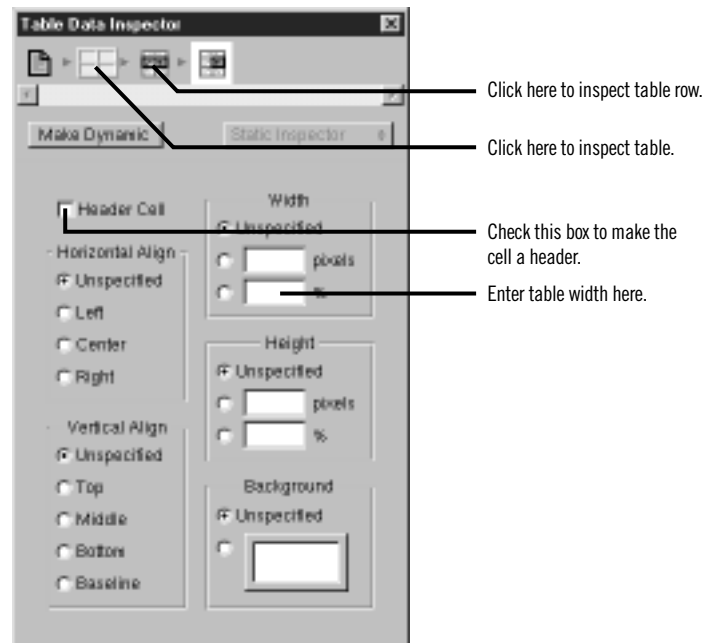 Table Data Inspector
Click here to inspect table row.
Make Dynamic
Static Inspector
Click here to inspect table.
Header Cell
Check this box to make the
cell a header.
Horizontal Align
Unspecified
Left
Center
Right
Vertical Align
Unspecified
Top
Middle
Bottom
Baseline
Width
Unspecified
pixels
%
Enter table width here.
Height
Unspecified
pixels
%
Background
Unspecified